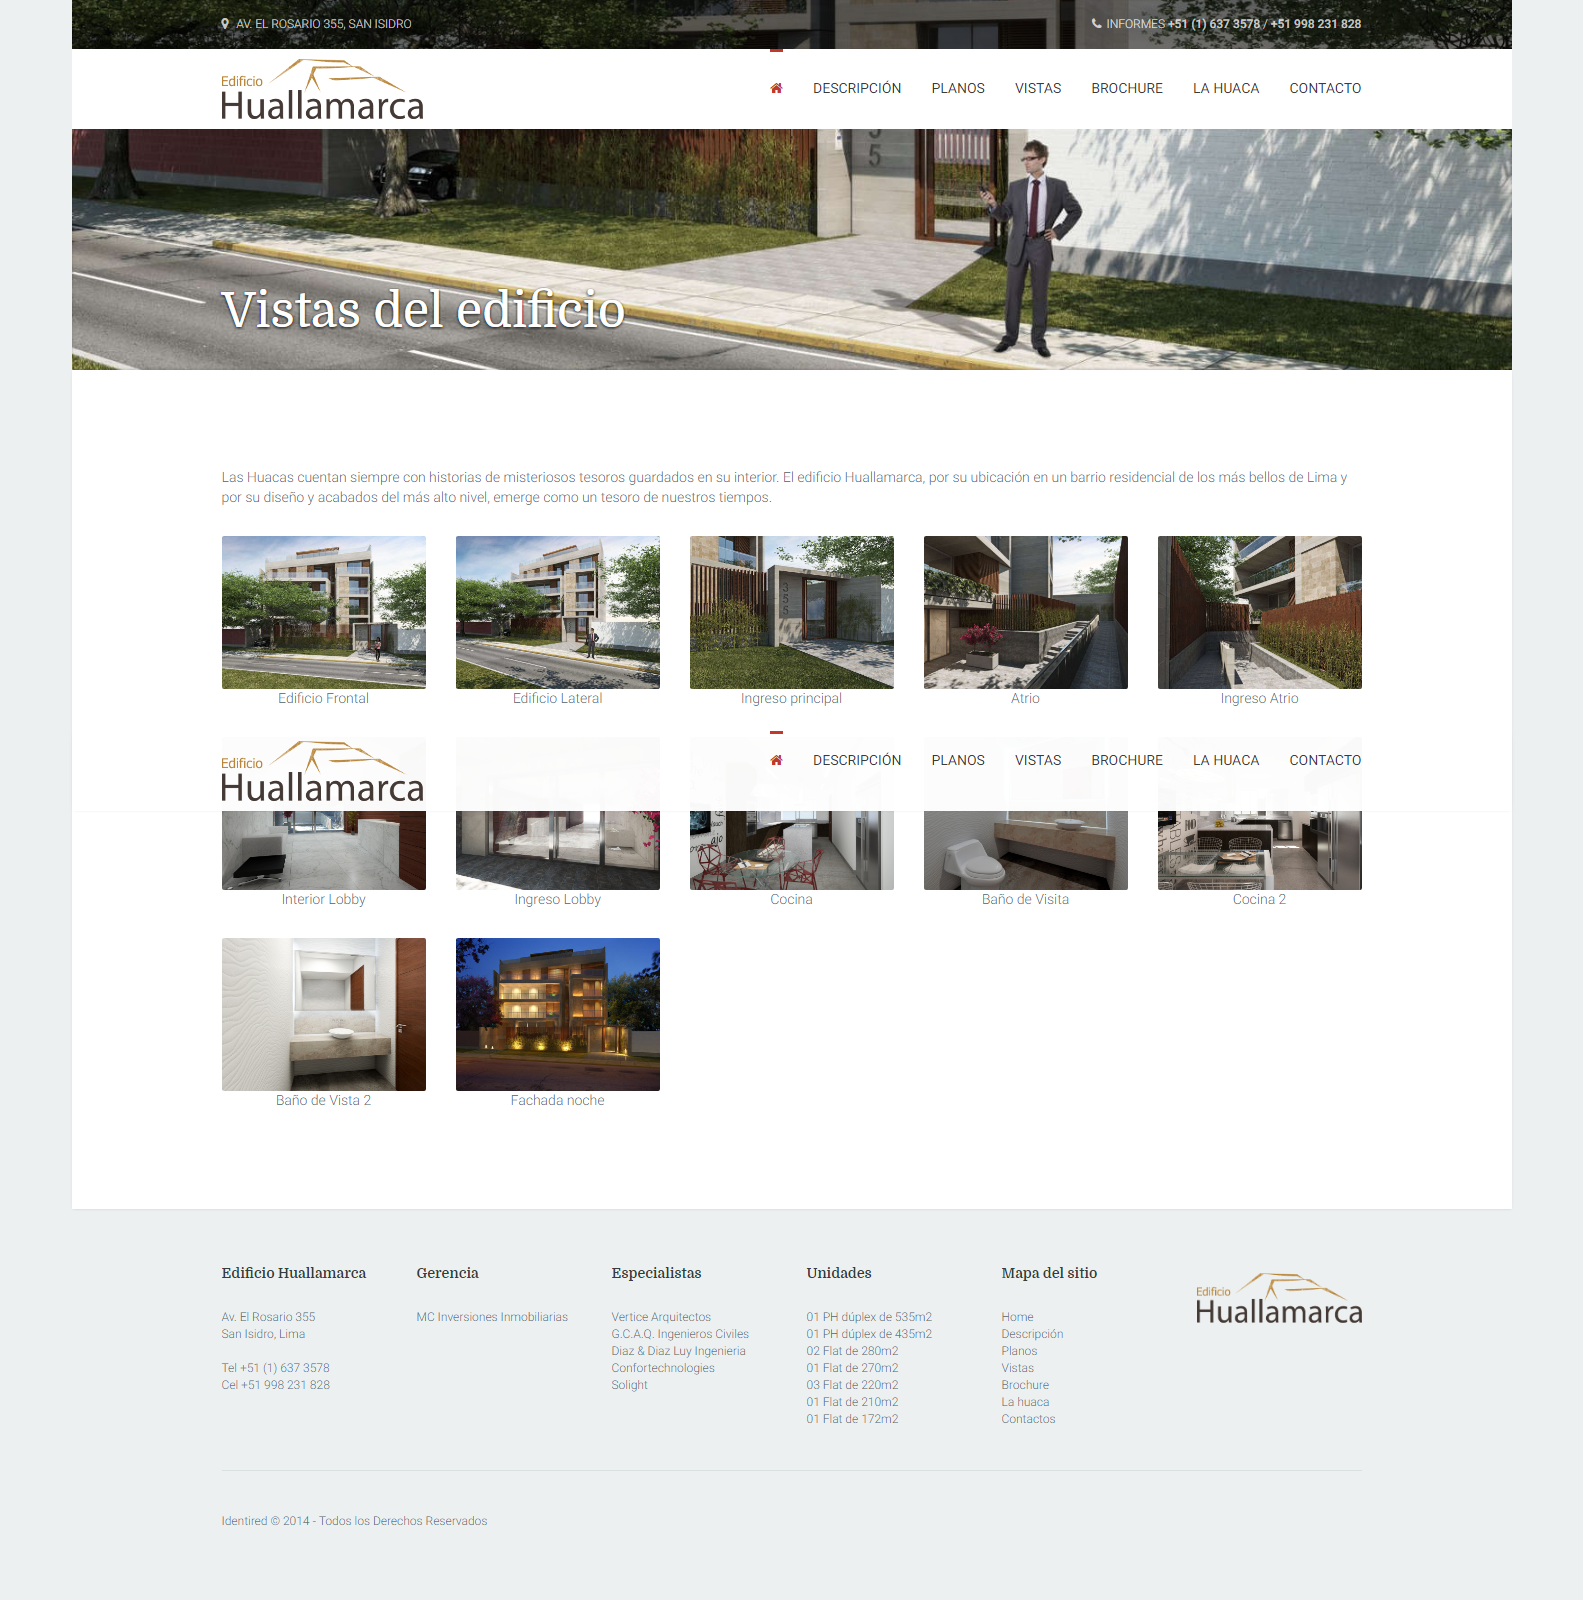 AV. EL ROSARIO 355, SAN ISIDRO
INFORMES +51 (1) 637 3578 / +51 998 231 828
Edificio
Huallamarca
DESCRIPCIÓN PLANOS VISTAS BROCHURE LA HUACA CONTACTO
Vistas del edificio
Las Huacas cuentan siempre con historias de misteriosos tesoros guardados en su interior. El edificio Huallamarca, por su ubicación en un barrio residencial de los más bellos de Lima y
por su diseño y acabados del más alto nivel, emerge como un tesoro de nuestros tiempos.
355
Edificio Frontal
Edificio Lateral
Ingreso principal
Atrio
Ingreso Atrio
Edificio
Huallamarca
DESCRIPCIÓN PLANOS VISTAS BROCHURE LA HUACA CONTACTO
Interior Lobby
Ingreso Lobby
Cocina
Baño de Visita
Cocina 2
Baño de Vista 2
Fachada noche
Edificio Huallamarca
Av. El Rosario 355
San Isidro, Lima
Tel +51 (1) 637 3578
Cel +51 998 231 828
Gerencia
MC Inversiones Inmobiliarias
Especialistas
Vertice Arquitectos
G.C.A.Q. Ingenieros Civiles
Diaz & Diaz Luy Ingenieria
Confortechnologies
Solight
Unidades
01 PH dúplex de 535m2
01 PH dúplex de 435m2
02 Flat de 280m2
01 Flat de 270m2
03 Flat de 220m2
01 Flat de 210m2
01 Flat de 172m2
Mapa del sitio
Home
Descripción
Planos
Vistas
Brochure
La huaca
Contactos
Edificio
Huallamarca
Identired © 2014 - Todos los Derechos Reservados